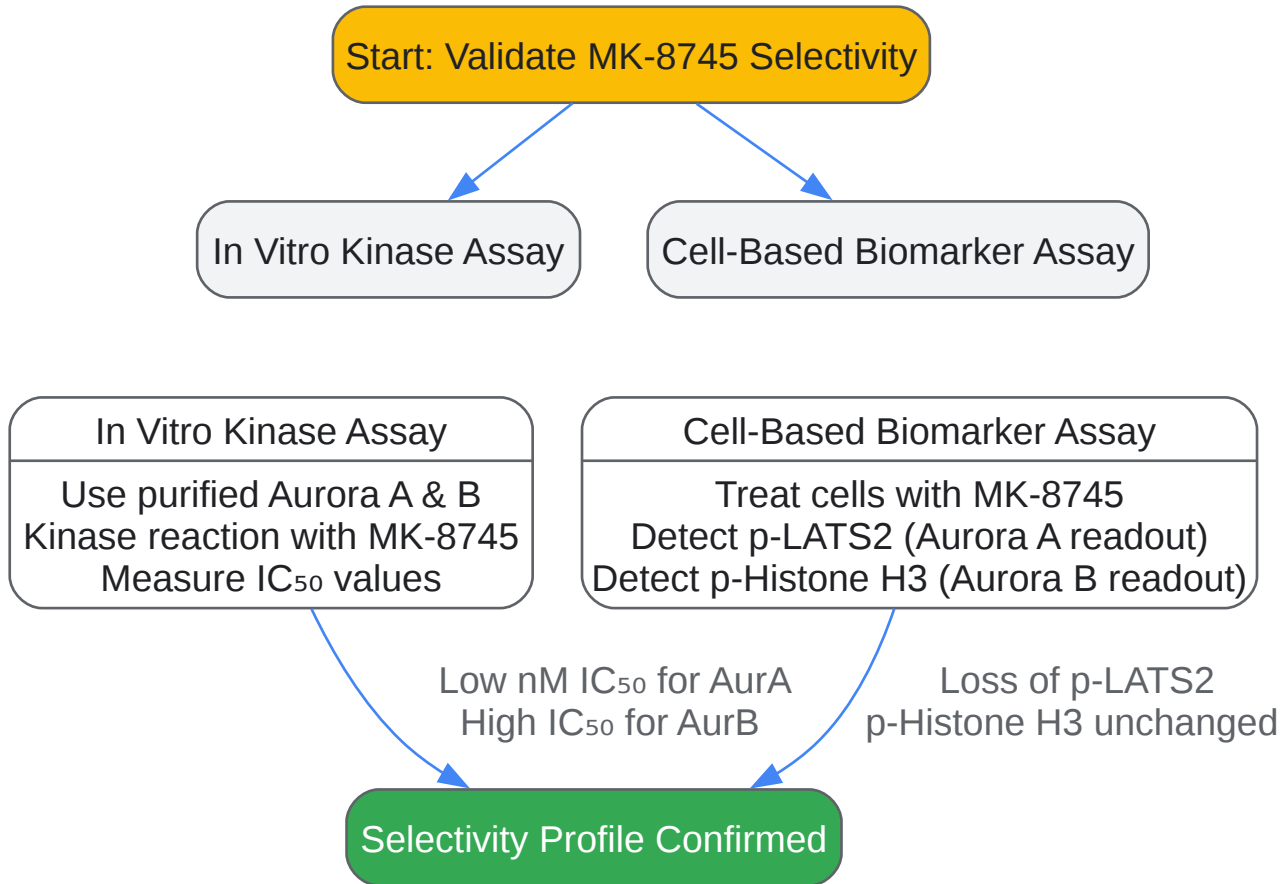 Start: Validate MK-8745 Selectivity
In Vitro Kinase Assay
Cell-Based Biomarker Assay
In Vitro Kinase Assay
Use purified Aurora A & B
Kinase reaction with MK-8745
Measure IC₅₀ values
Cell-Based Biomarker Assay
Treat cells with MK-8745
Detect p-LATS2 (Aurora A readout)
Detect p-Histone H3 (Aurora B readout)
Low nM IC₅₀ for AurA
High IC₅₀ for AurB
Loss of p-LATS2
p-Histone H3 unchanged
Selectivity Profile Confirmed